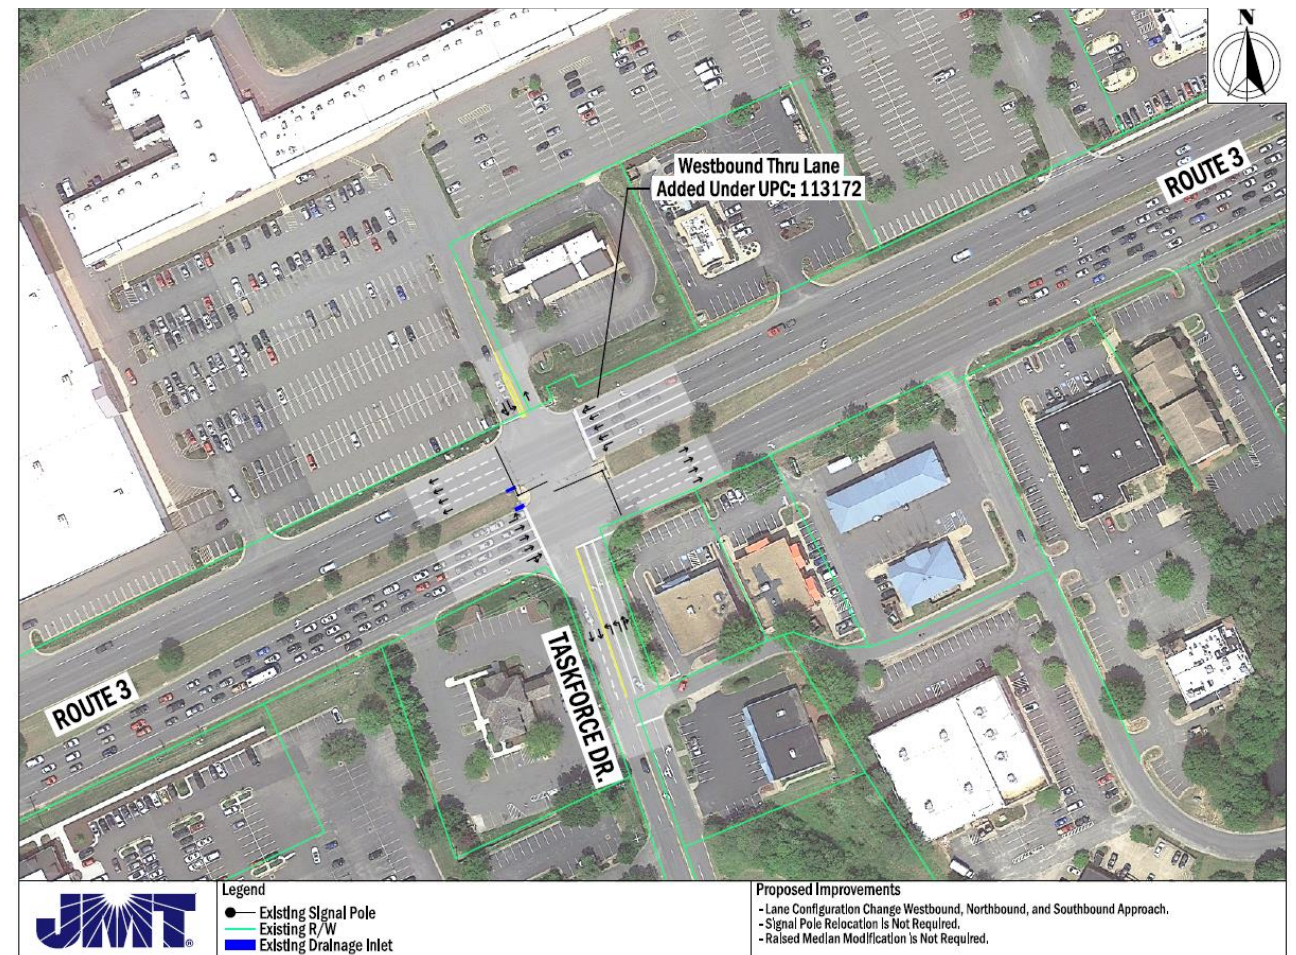 N
Westbound Thru Lane
Added Under UPC: 113172
ROUTE 3
TASKFORCE DR.
ROUTE 3
JMT®
Legend
Existing Signal Pole
Existing R/W
Existing Drainage Inlet
Proposed Improvements
- Lane Configuration Change Westbound, Northbound, and Southbound Approach.
- Signal Pole Relocation is Not Required.
- Raised Median Modification is Not Required.